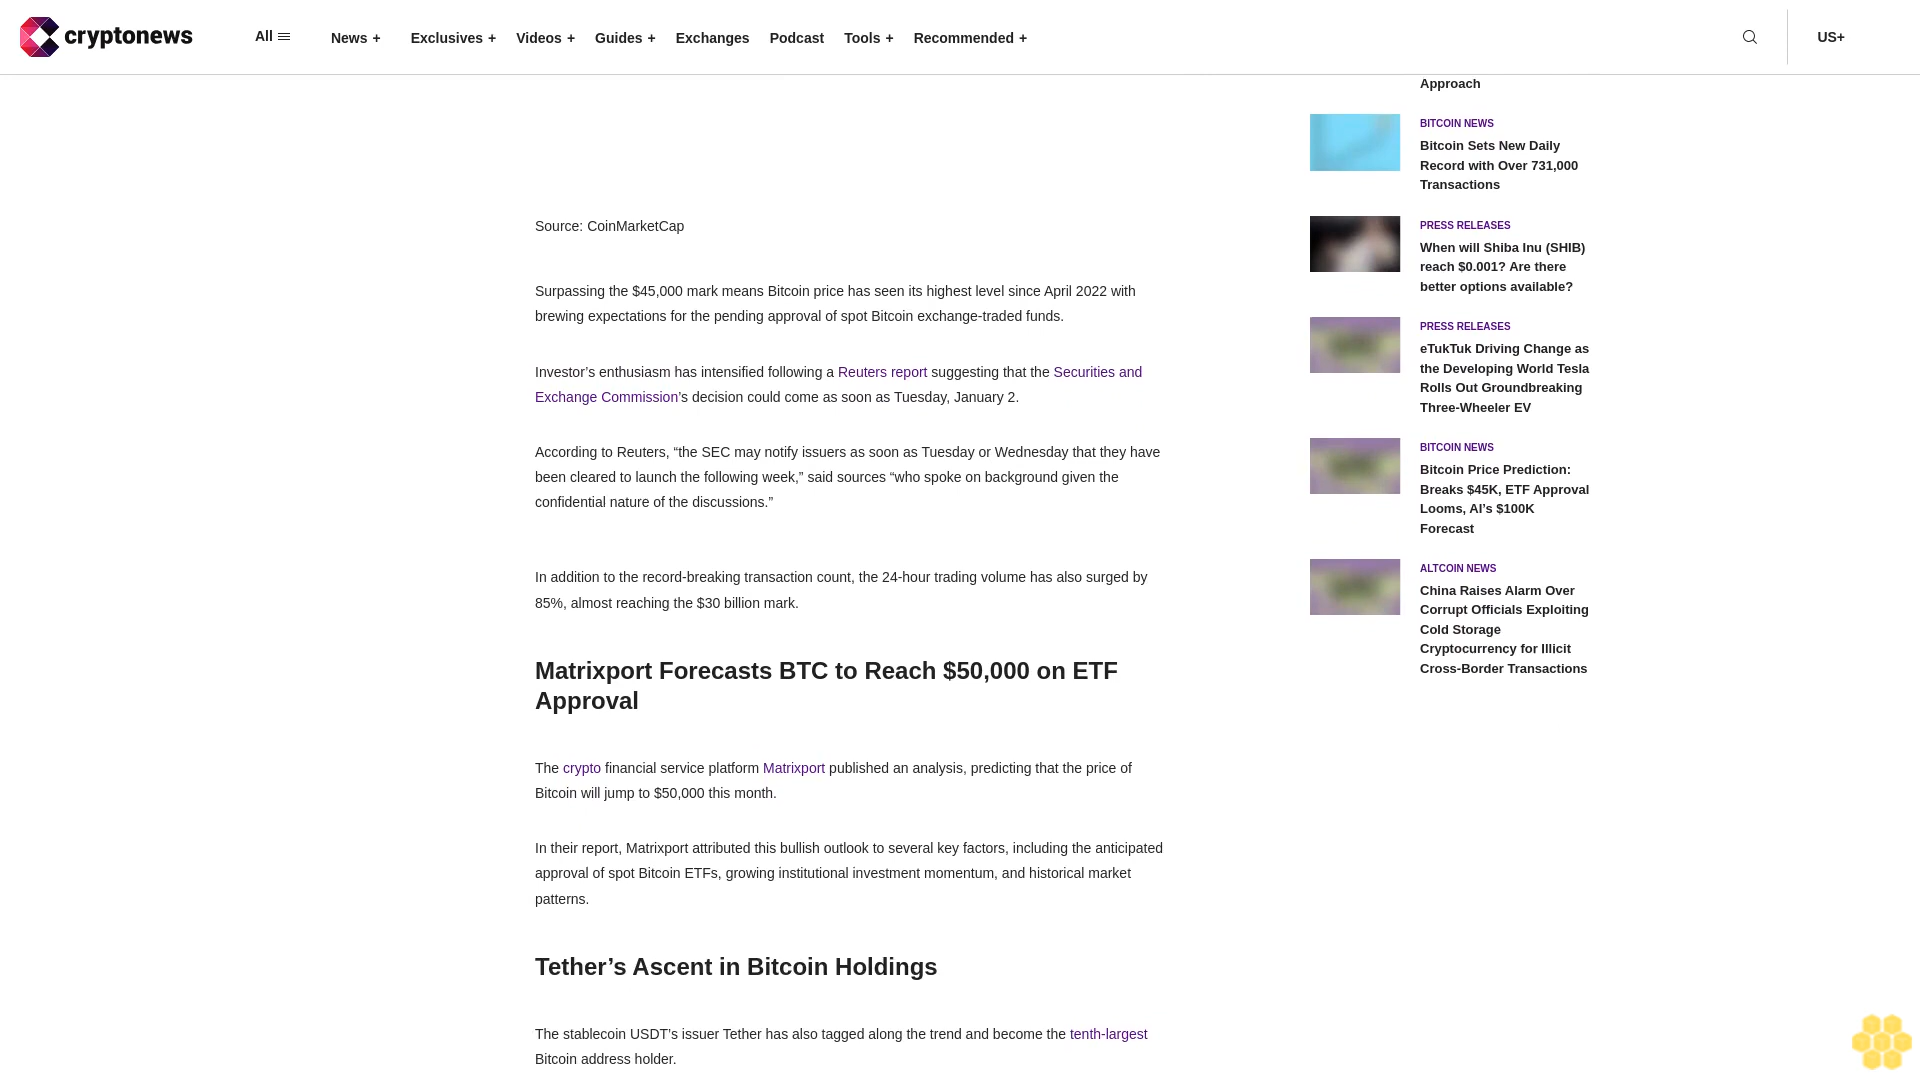 cryptonews
All
News +
Exclusives +
Videos +
Guides +
Exchanges
Podcast
Tools +
Recommended +
US+
Source: CoinMarketCap
Surpassing the $45,000 mark means Bitcoin price has seen its highest level since April 2022 with
brewing expectations for the pending approval of spot Bitcoin exchange-traded funds.
Investor’s enthusiasm has intensified following a Reuters report suggesting that the Securities and
Exchange Commission’s decision could come as soon as Tuesday, January 2.
According to Reuters, “the SEC may notify issuers as soon as Tuesday or Wednesday that they have
been cleared to launch the following week,” said sources “who spoke on background given the
confidential nature of the discussions.”
In addition to the record-breaking transaction count, the 24-hour trading volume has also surged by
85%, almost reaching the $30 billion mark.
Matrixport Forecasts BTC to Reach $50,000 on ETF
Approval
The crypto financial service platform Matrixport published an analysis, predicting that the price of
Bitcoin will jump to $50,000 this month.
In their report, Matrixport attributed this bullish outlook to several key factors, including the anticipated
approval of spot Bitcoin ETFs, growing institutional investment momentum, and historical market
patterns.
Tether’s Ascent in Bitcoin Holdings
The stablecoin USDT’s issuer Tether has also tagged along the trend and become the tenth-largest
Bitcoin address holder.
Approach
BITCOIN NEWS
Bitcoin Sets New Daily
Record with Over 731,000
Transactions
PRESS RELEASES
When will Shiba Inu (SHIB)
reach $0.001? Are there
better options available?
PRESS RELEASES
eTukTuk Driving Change as
the Developing World Tesla
Rolls Out Groundbreaking
Three-Wheeler EV
BITCOIN NEWS
Bitcoin Price Prediction:
Breaks $45K, ETF Approval
Looms, AI’s $100K
Forecast
ALTCOIN NEWS
China Raises Alarm Over
Corrupt Officials Exploiting
Cold Storage
Cryptocurrency for Illicit
Cross-Border Transactions